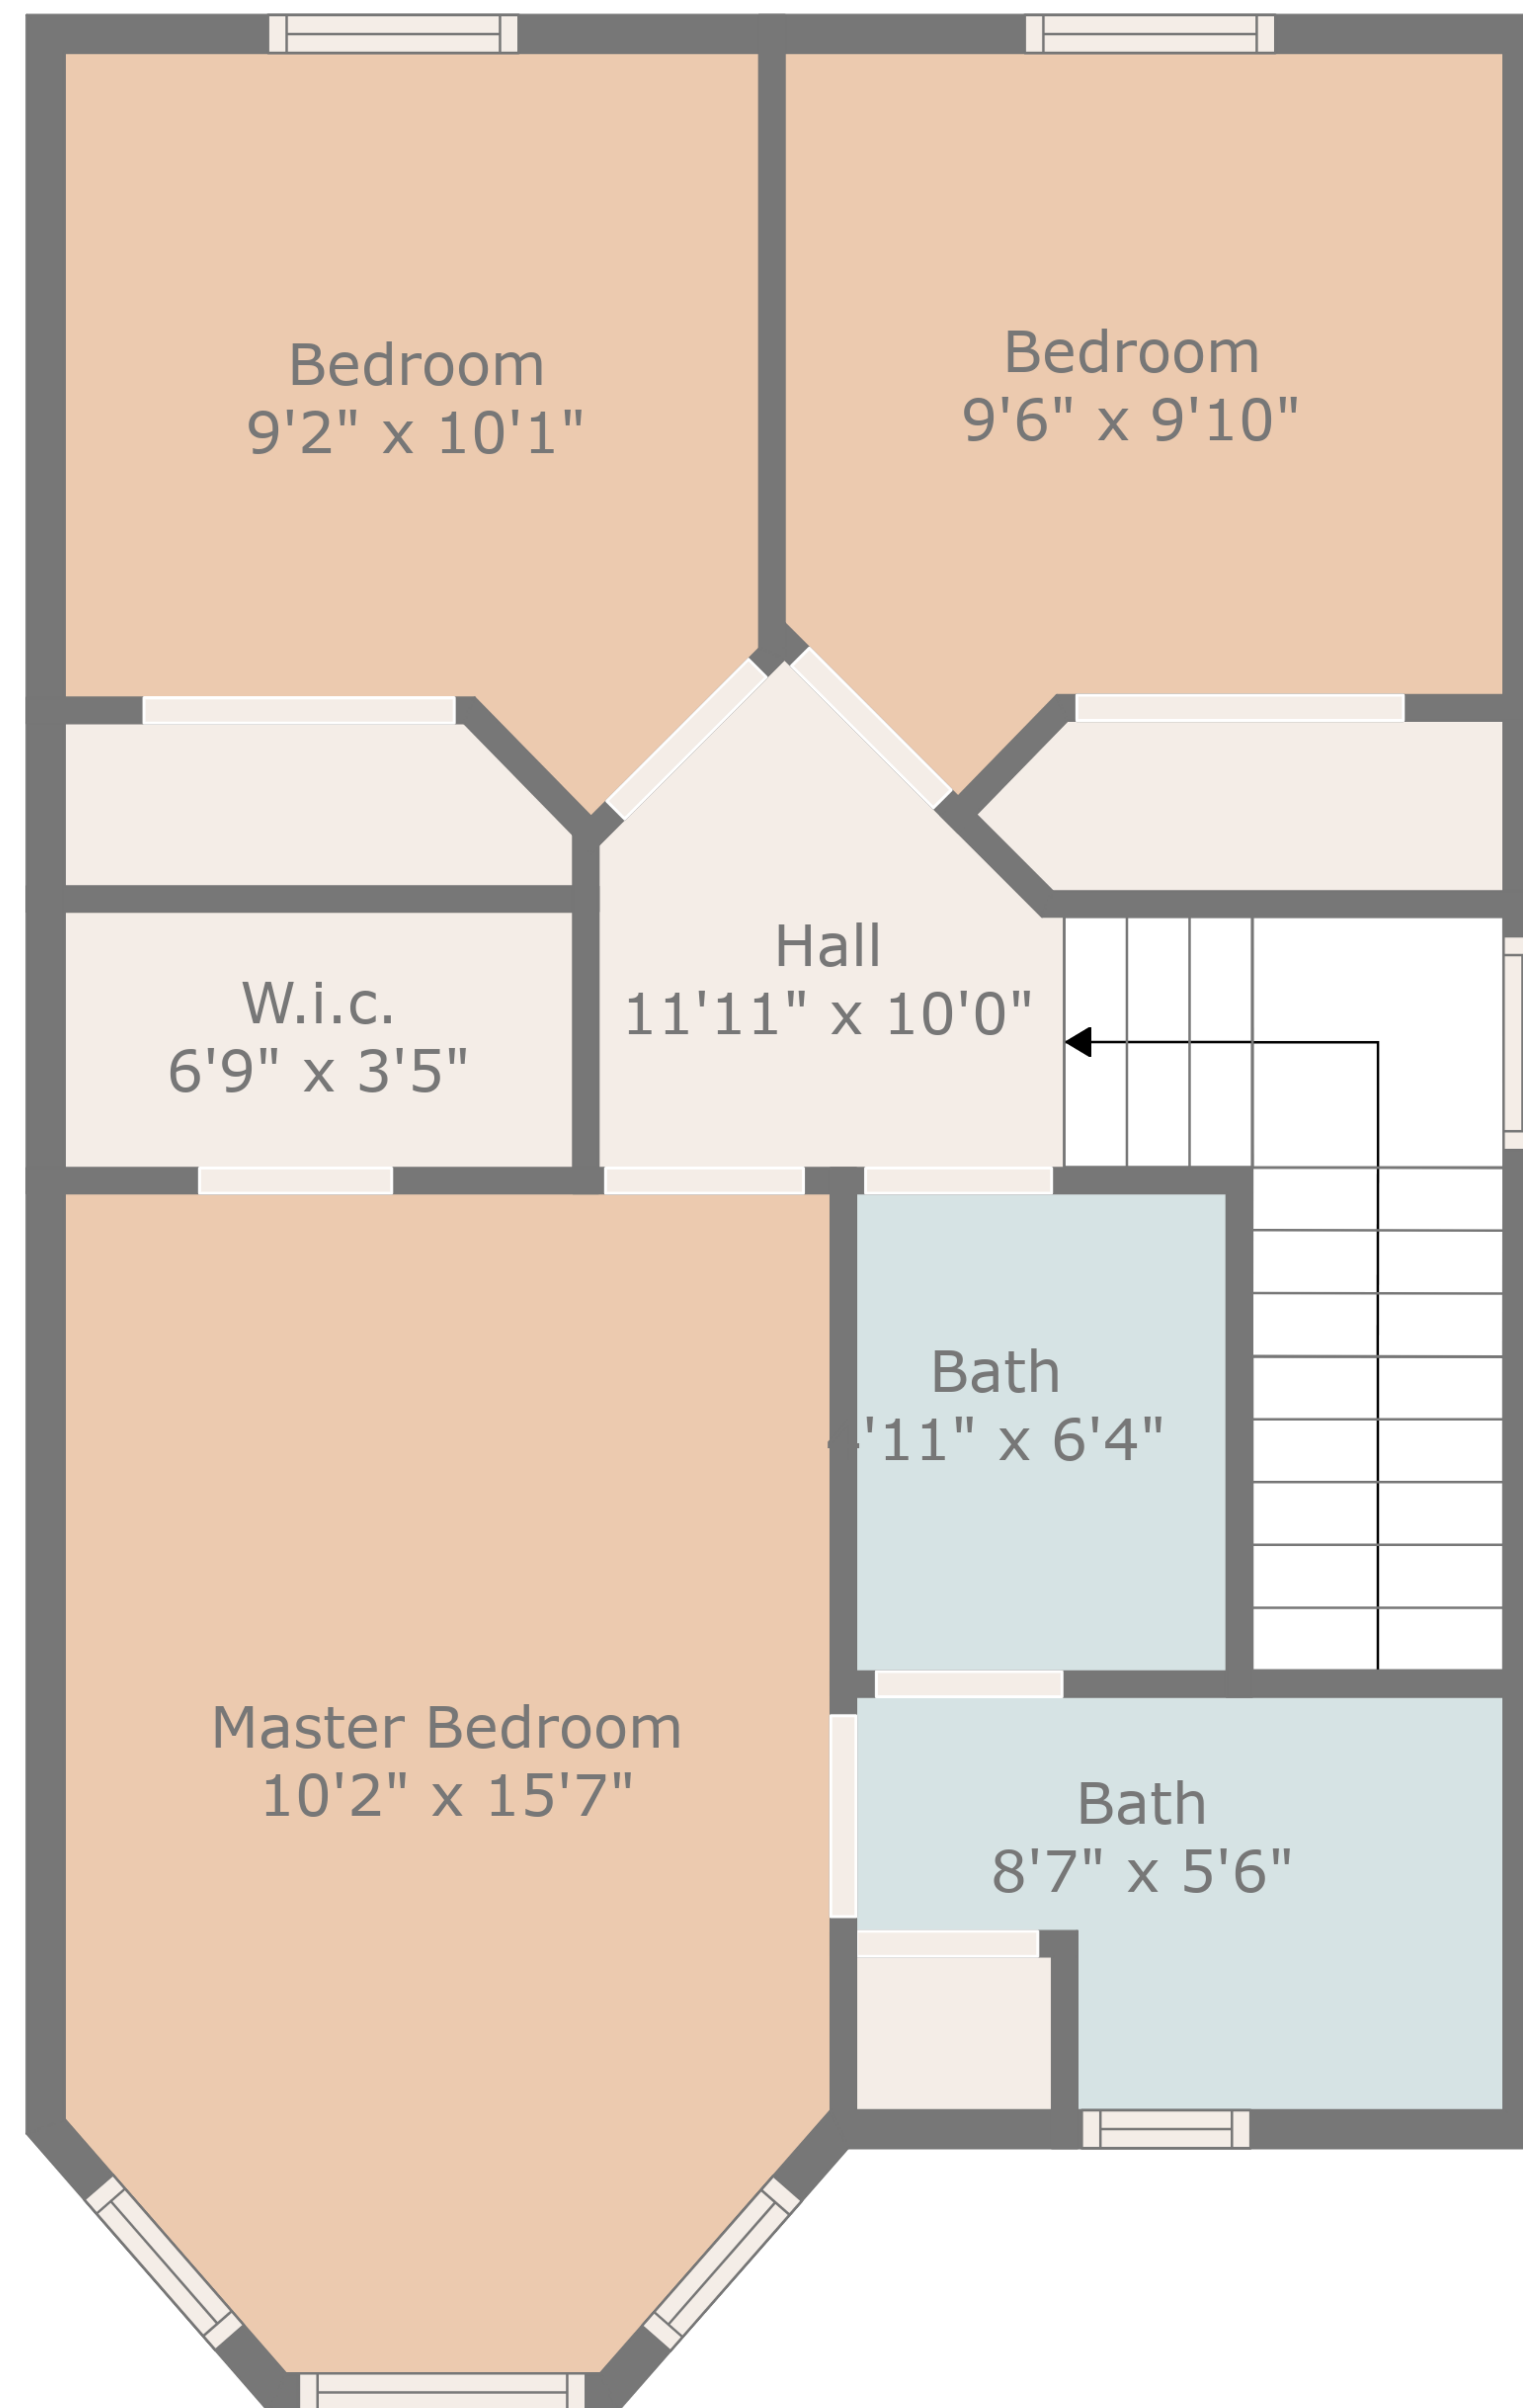 Bedroom
9'2" x 10'1"
Bedroom
9'6" x 9'10"
Hall
11'11" x 10'0"
W.i.c.
6'9" x 3'5"
Bath
4'11" x 6'4"
Master Bedroom
10'2" x 15'7"
Bath
8'7" x 5'6"